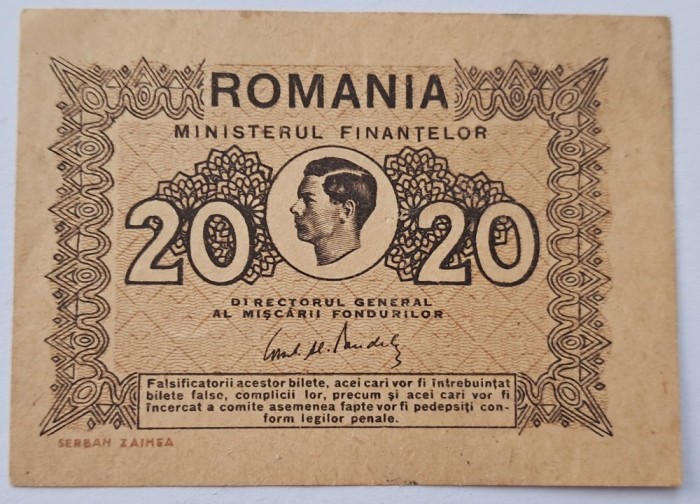 ROMANIA
MINISTERUL FINANȚELOR
20 20
DIRECTORUL GENERAL
AL MIȘCĂRII FONDURILOR
Falsificatorii acestor bilete, acei cari vor fi întrebuințat
bilete false, complicii lor, precum și acei cari vor fi
încercat a comite asemenea fapte vor fi pedepsiți con-
form legilor penale.
SERBAN ZAINEA